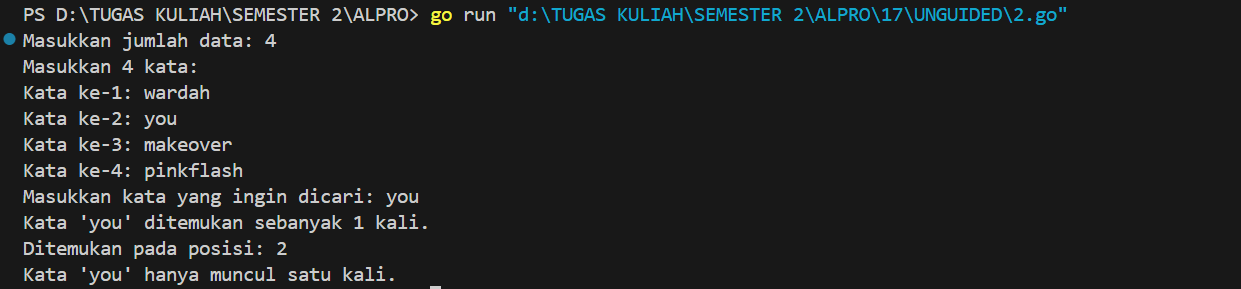 PS D:\TUGAS KULIAH\SEMESTER 2\ALPRO> go run "d:\TUGAS KULIAH\SEMESTER 2\ALPRO\17\UNGUIDED\2.go"
Masukkan jumlah data: 4
Masukkan 4 kata:
Kata ke-1: wardah
Kata ke-2: you
Kata ke-3: makeover
Kata ke-4: pinkflash
Masukkan kata yang ingin dicari: you
Kata 'you' ditemukan sebanyak 1 kali.
Ditemukan pada posisi: 2
Kata 'you' hanya muncul satu kali.